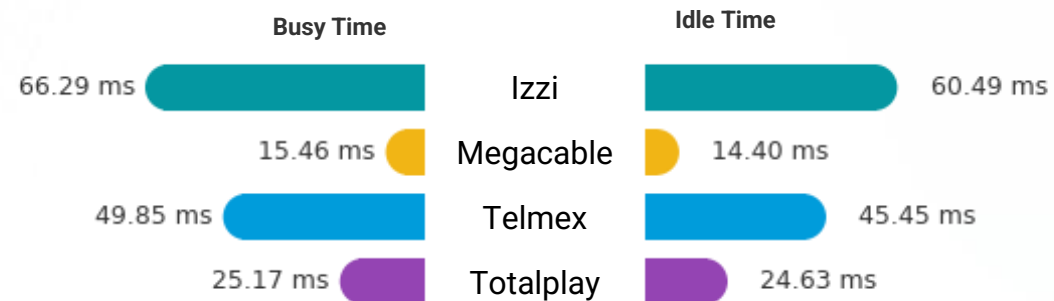 Busy Time Idle Time
66.29 ms Izzi 60.49 ms
15.46 ms Megacable 14.40 ms
49.85 ms Telmex 45.45 ms
25.17 ms Totalplay 24.63 ms